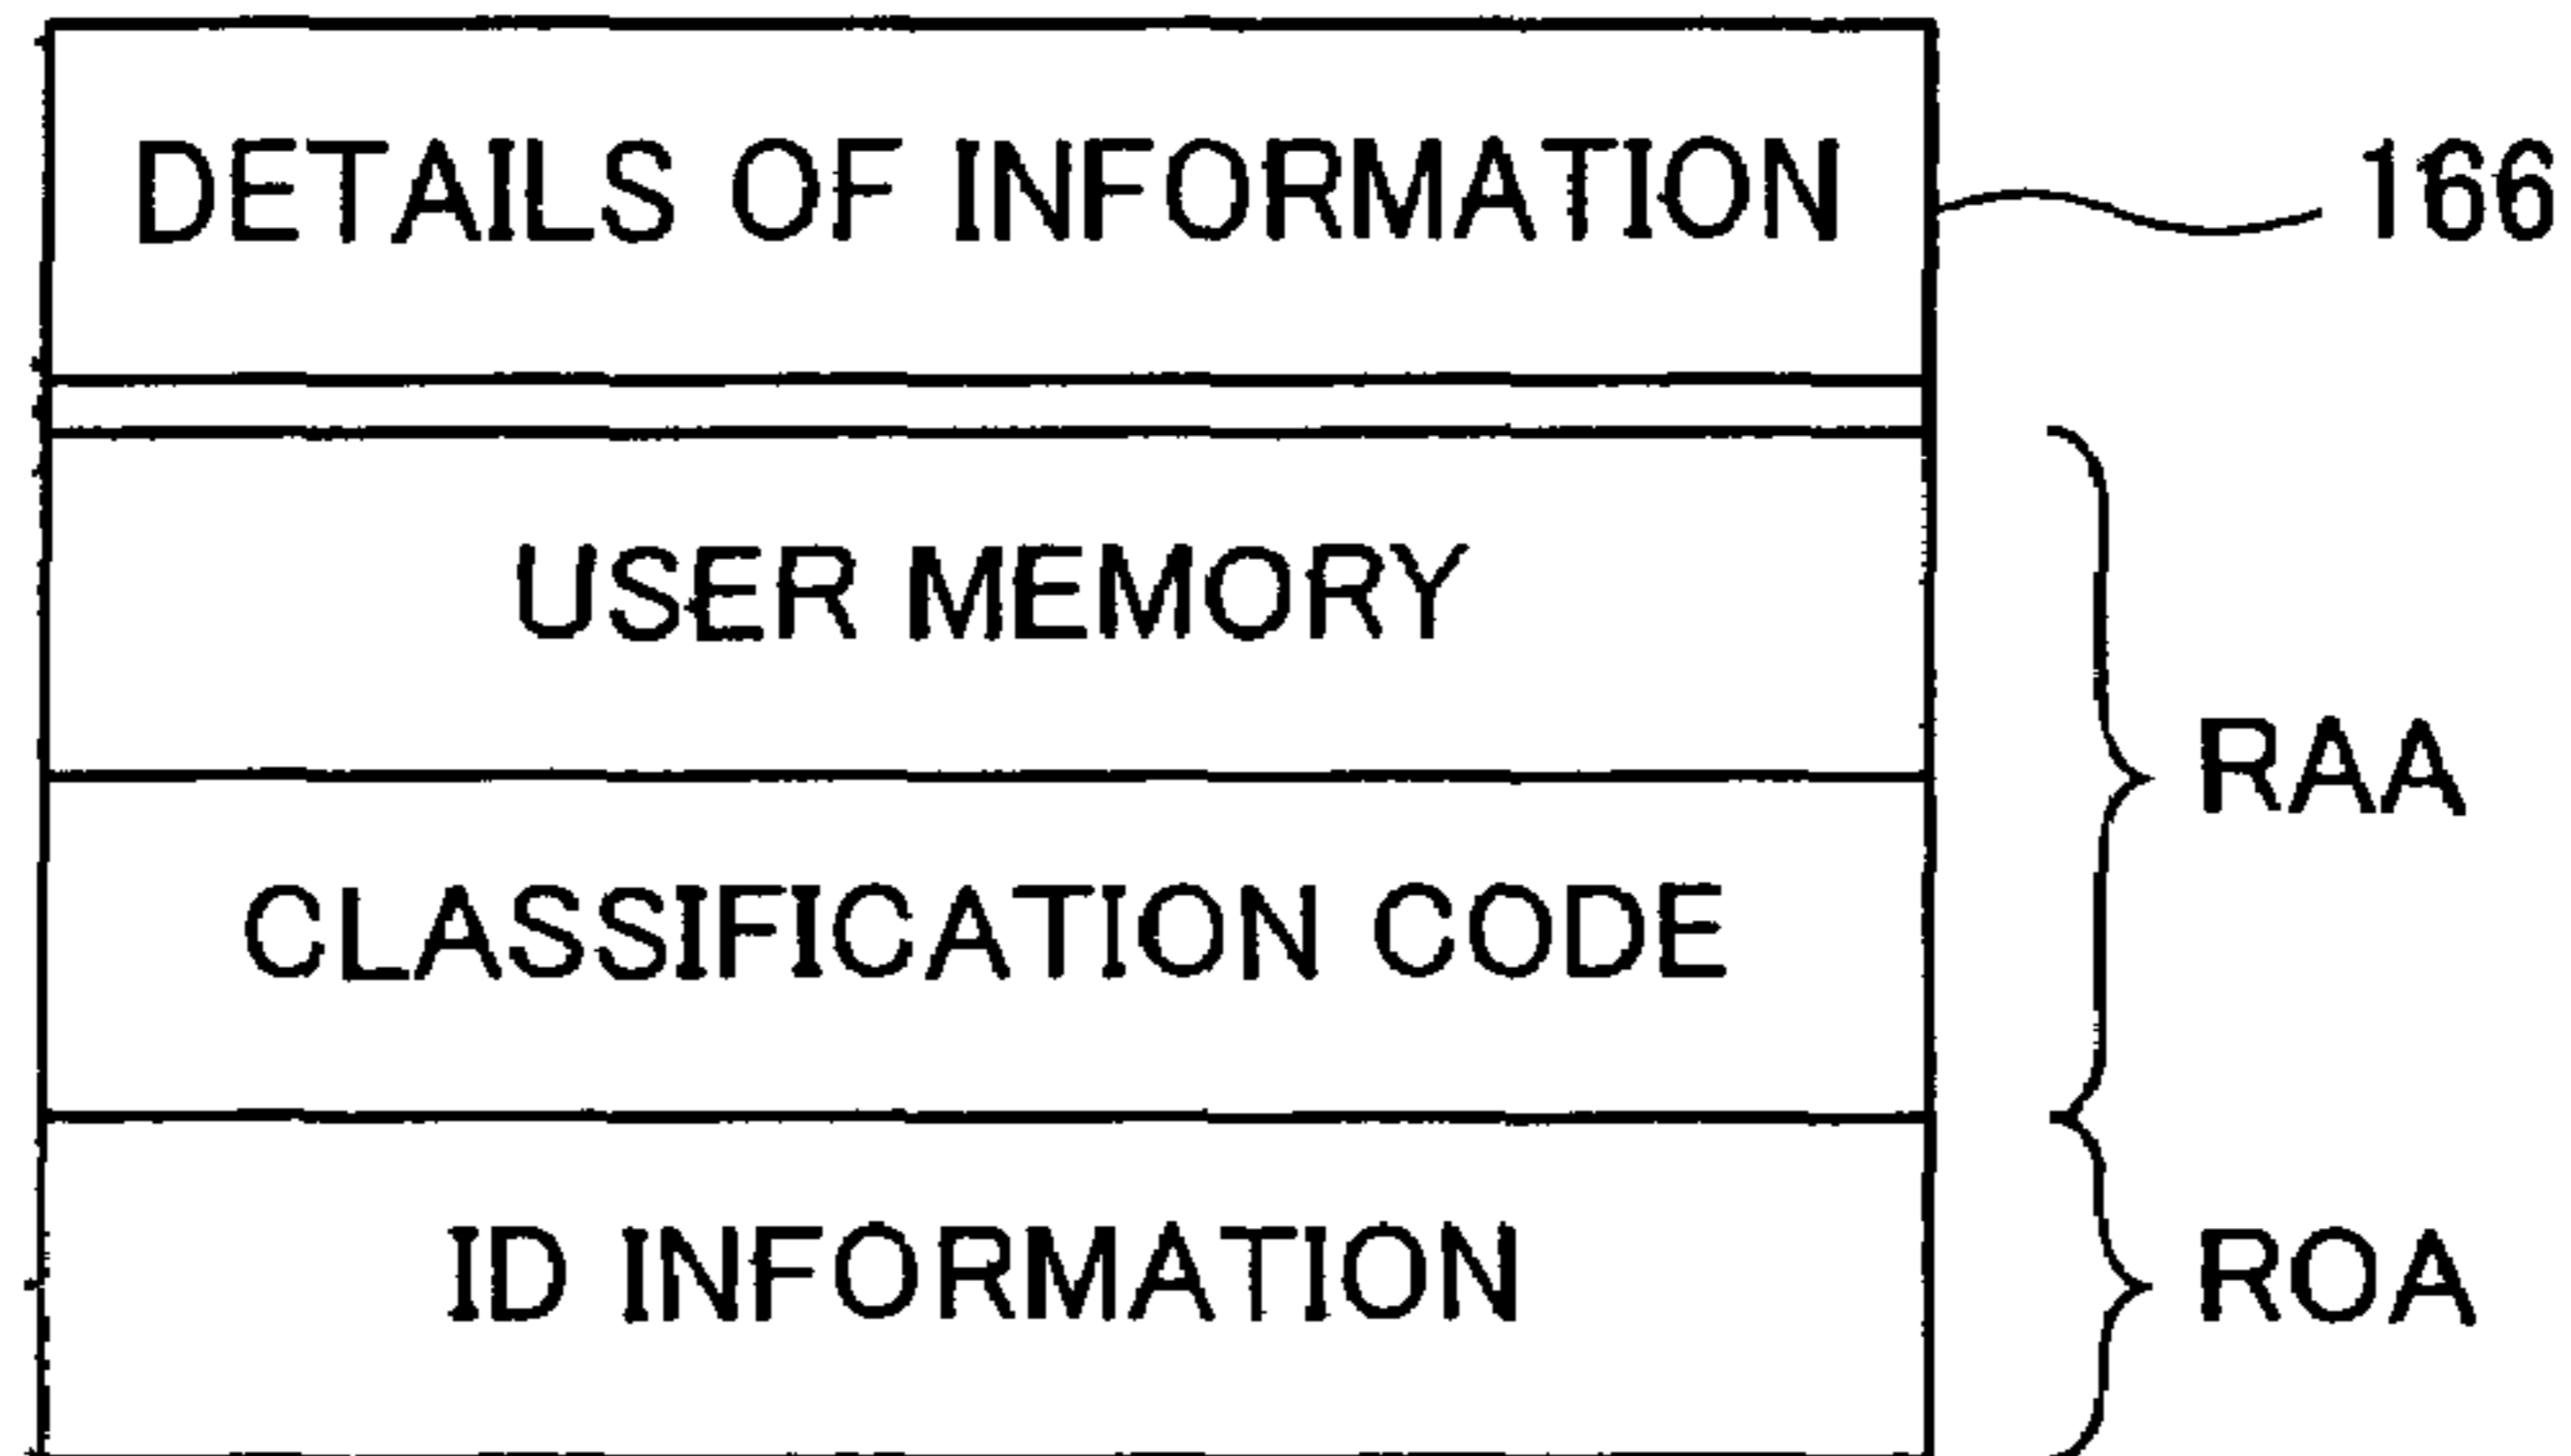 DETAILS OF INFORMATION 166
USER MEMORY
RAA
CLASSIFICATION CODE
ID INFORMATION ROA